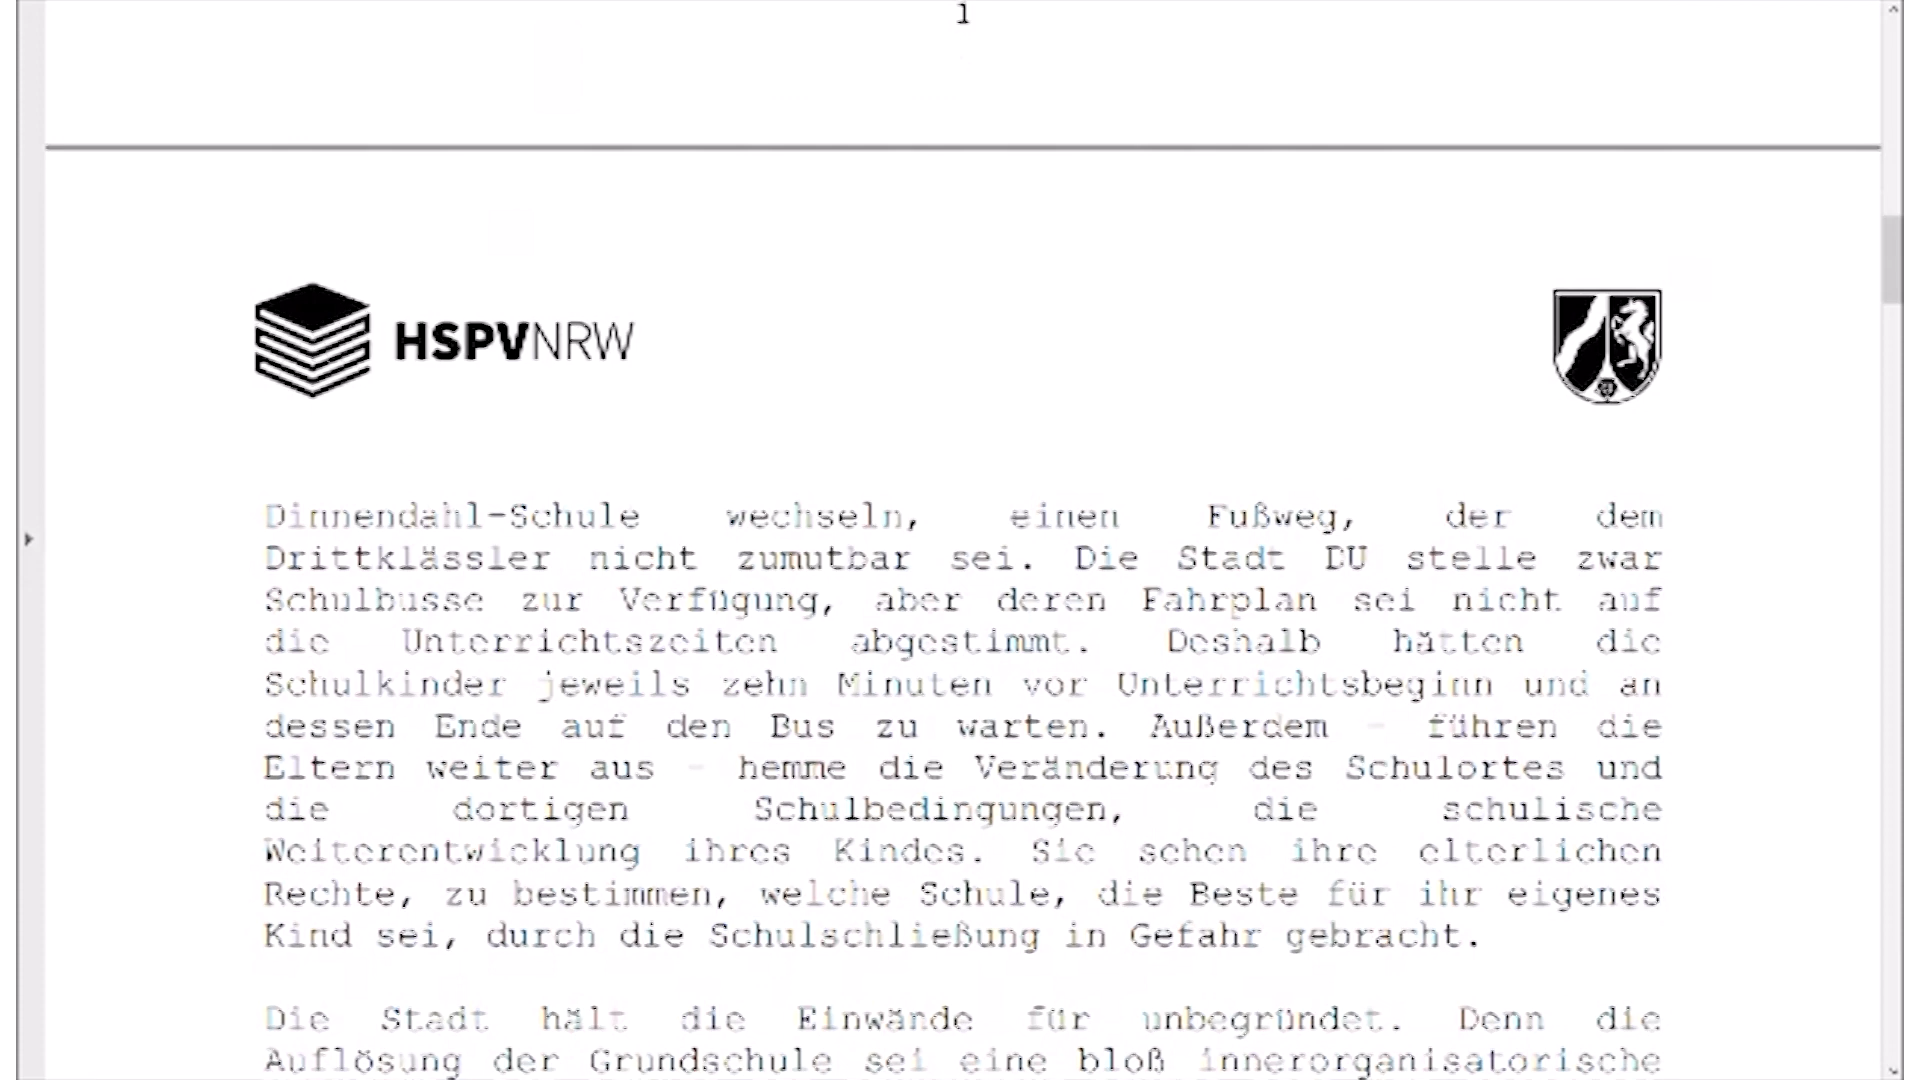 1
HSPVNRW
Dinnendahl-Schule wechseln, einen Fußweg, der dem
Drittklässler nicht zumutbar sei. Die Stadt DU stelle zwar
Schulbusse zur Verfügung, aber deren Fahrplan sei nicht auf
die Unterrichtszeiten abgestimmt. Deshalb hätten die
Schulkinder jeweils zehn Minuten vor Unterrichtsbeginn und an
dessen Ende auf den Bus zu warten. Außerdem – führen die
Eltern weiter aus – hemme die Veränderung des Schulortes und
die dortigen Schulbedingungen, die schulische
Weiterentwicklung ihres Kindes. Sie sehen ihre elterlichen
Rechte, zu bestimmen, welche Schule, die Beste für ihr eigenes
Kind sei, durch die Schulschließung in Gefahr gebracht.
Die Stadt hält die Einwände für unbegründet. Denn die
Auflösung der Grundschule sei eine bloß innerorganisatorische